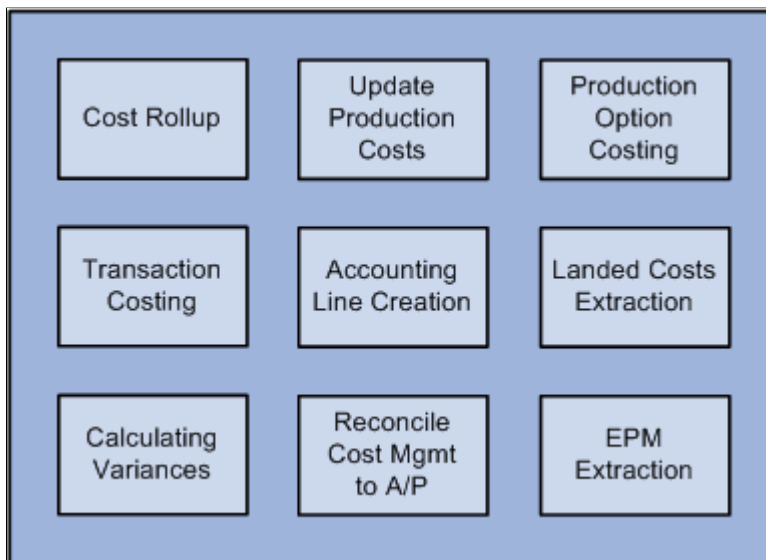 Cost Rollup
Update
Production
Costs
Production
Option
Costing
Transaction
Costing
Accounting
Line Creation
Landed Costs
Extraction
Calculating
Variances
Reconcile
Cost Mgmt
to A/P
EPM
Extraction